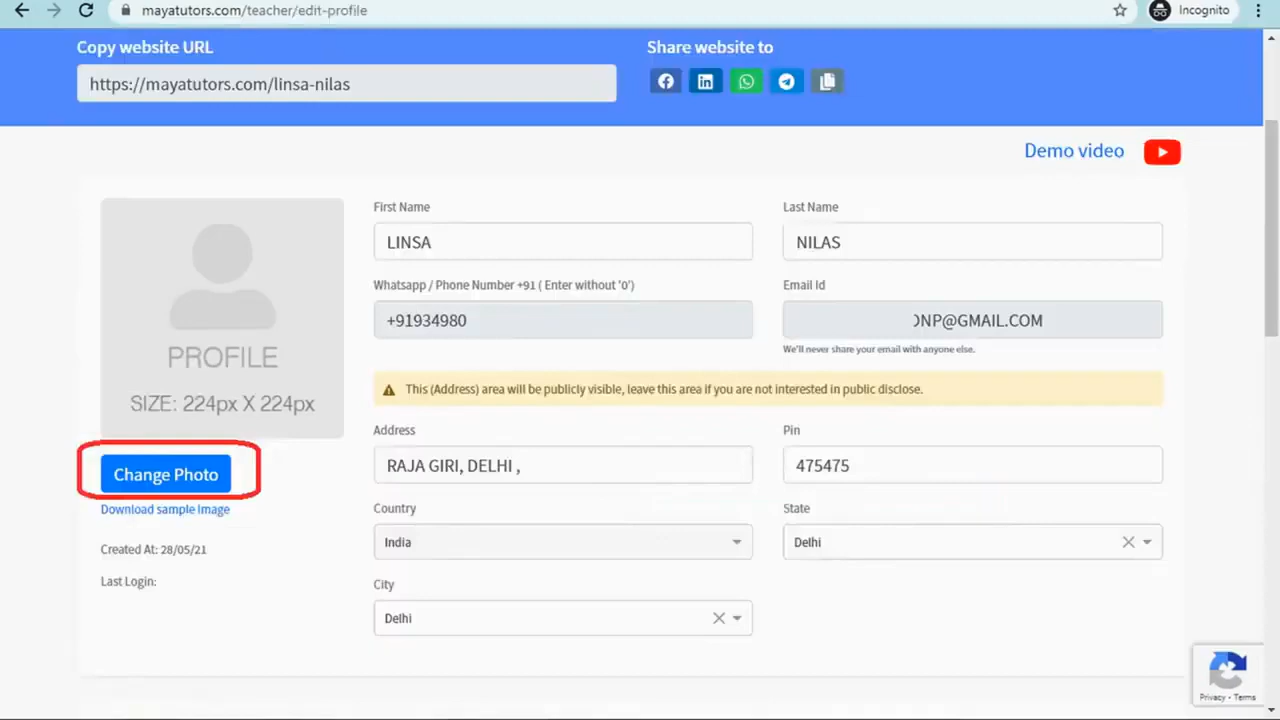 mayatutors.com/teacher/edit-profile
Incognito
Copy website URL
Share website to
https://mayatutors.com/linsa-nilas
Demo video
PROFILE
SIZE: 224px X 224px
Change Photo
Download sample Image
Created At: 28/05/21
Last Login:
First Name
Last Name
LINSA
NILAS
Whatsapp / Phone Number +91 ( Enter without '0')
Email Id
+91934980
NP@GMAIL.COM
We'll never share your email with anyone else.
This (Address) area will be publicly visible, leave this area if you are not interested in public disclose.
Address
Pin
RAJA GIRI, DELHI ,
475475
Country
State
India
Delhi
City
Delhi
Privacy - Terms